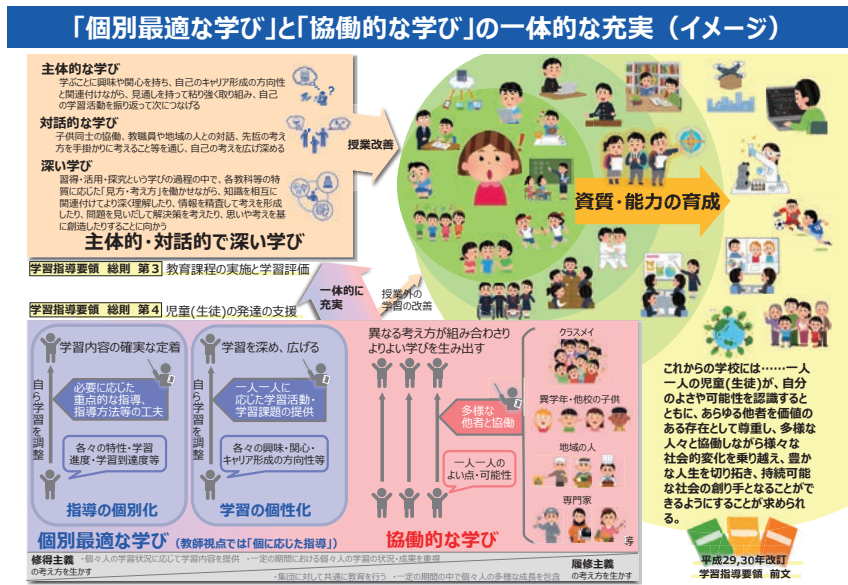 「個別最適な学び」と「協働的な学び」の一体的な充実（イメージ）
主体的な学び
学ぶことに興味や関心を持ち、自己のキャリア形成の方向性
と関連付けながら、見通しを持って粘り強く取り組み、自己
の学習活動を振り返って次につなげる
対話的な学び
子供同士の協働、教職員や地域の人との対話、先哲の考え
方を手掛かりに考えること等を通じ、自己の考えを広げ深める
深い学び
習得・活用・探究という学びの過程の中で、各教科等の特
質に応じた「見方・考え方」を働かせながら、知識を相互に
関連付けてより深く理解したり、情報を精査して考えを形成
したり、問題を見いだして解決策を考えたり、思いや考えを基
に創造したりすることに向かう
主体的・対話的で深い学び
授業改善
資質・能力の育成
学習指導要領 総則 第３ 教育課程の実施と学習評価
学習指導要領 総則 第４ 児童(生徒)の発達の支援
一体的に
充実
授業外の
学習の改善
学習内容の確実な定着
自ら学習を調整
必要に応じた
重点的な指導、
指導方法等の工夫
各々の特性・学習
進度・学習到達度等
指導の個別化
学習を深め、広げる
自ら学習を調整
一人一人に
応じた学習活動・
学習課題の提供
各々の興味・関心・
キャリア形成の方向性等
学習の個性化
個別最適な学び（教師視点では「個に応じた指導」）
異なる考え方が組み合わさり
よりよい学びを生み出す
多様な
他者と協働
一人一人の
よい点・可能性
協働的な学び
クラスメイ
異学年・他校の子供
地域の人
専門家
等
修得主義
の考え方を生かす
・個々人の学習状況に応じて学習内容を提供 ・一定の期間における個々人の学習の状況・成果を重視
・集団に対して共通に教育を行う ・一定の期間の中で個々人の多様な成長を包含
履修主義
の考え方を生かす
これからの学校には……一人
一人の児童(生徒)が、自分
のよさや可能性を認識すると
ともに、あらゆる他者を価値の
ある存在として尊重し、多様な
人々と協働しながら様々な
社会的変化を乗り越え、豊か
な人生を切り拓き、持続可能
な社会の創り手となることがで
きるようにすることが求められ
る。
平成29,30年改訂
学習指導要領 前文